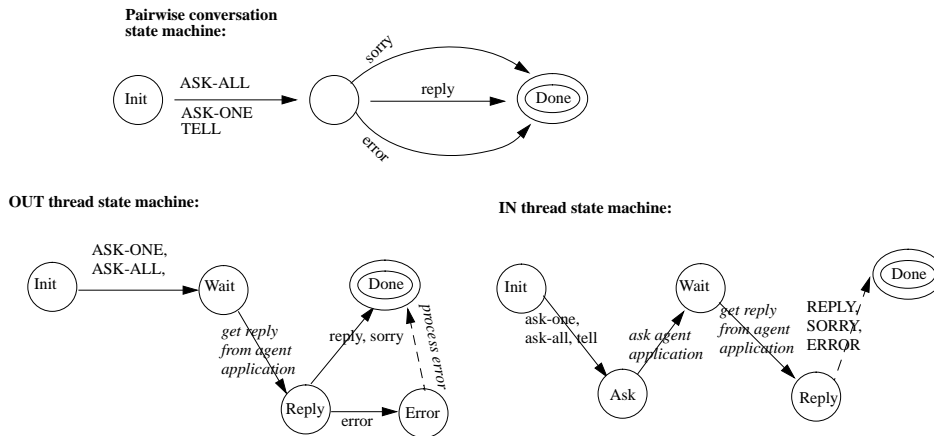 Pairwise conversation
state machine:
Init
ASK-ALL
ASK-ONE
TELL
sorry
reply
error
Done
OUT thread state machine:
Init
ASK-ONE,
ASK-ALL,
Wait
get reply
from agent
application
Reply
reply, sorry
error
Error
process error
Done
IN thread state machine:
Init
ask-one,
ask-all, tell
Ask
ask agent
application
Wait
get reply
from agent
application
Reply
REPLY,
SORRY,
ERROR
Done